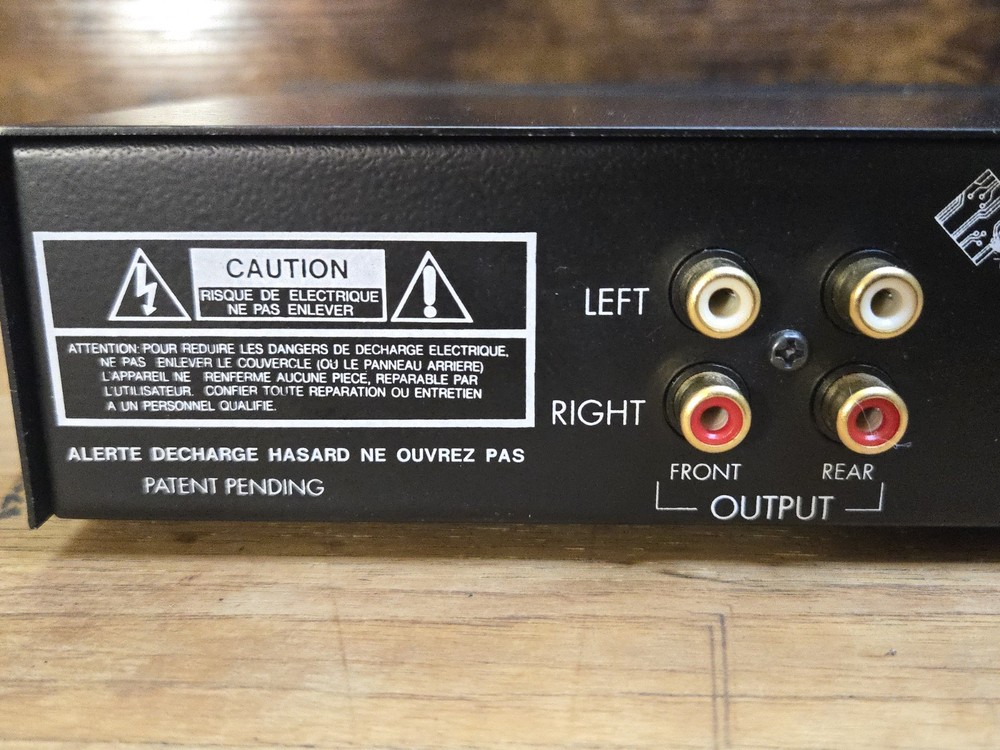 CAUTION
RISQUE DE ELECTRIQUE
NE PAS ENLEVER
ATTENTION: POUR REDUIRE LES DANGERS DE DECHARGE ELECTRIQUE,
NE PAS ENLEVER LE COUVERCLE (OU LE PANNEAU ARRIERE)
L'APPAREIL NE RENFERME AUCUNE PIECE, REPARABLE PAR
L'UTILISATEUR. CONFIER TOUTE REPARATION OU ENTRETIEN
A UN PERSONNEL QUALIFIE.
ALERTE DECHARGE HASARD NE OUVREZ PAS
PATENT PENDING
LEFT
RIGHT
FRONT REAR
OUTPUT